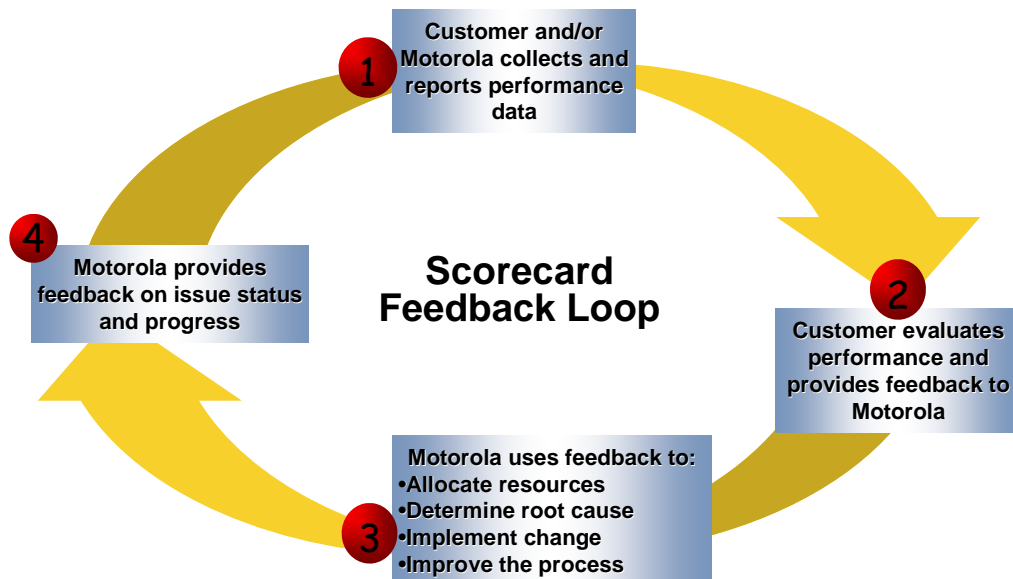 1
Customer and/or
Motorola collects and
reports performance
data
2
Customer evaluates
performance and
provides feedback to
Motorola
3
Motorola uses feedback to:
•Allocate resources
•Determine root cause
•Implement change
•Improve the process
4
Motorola provides
feedback on issue status
and progress
Scorecard
Feedback Loop